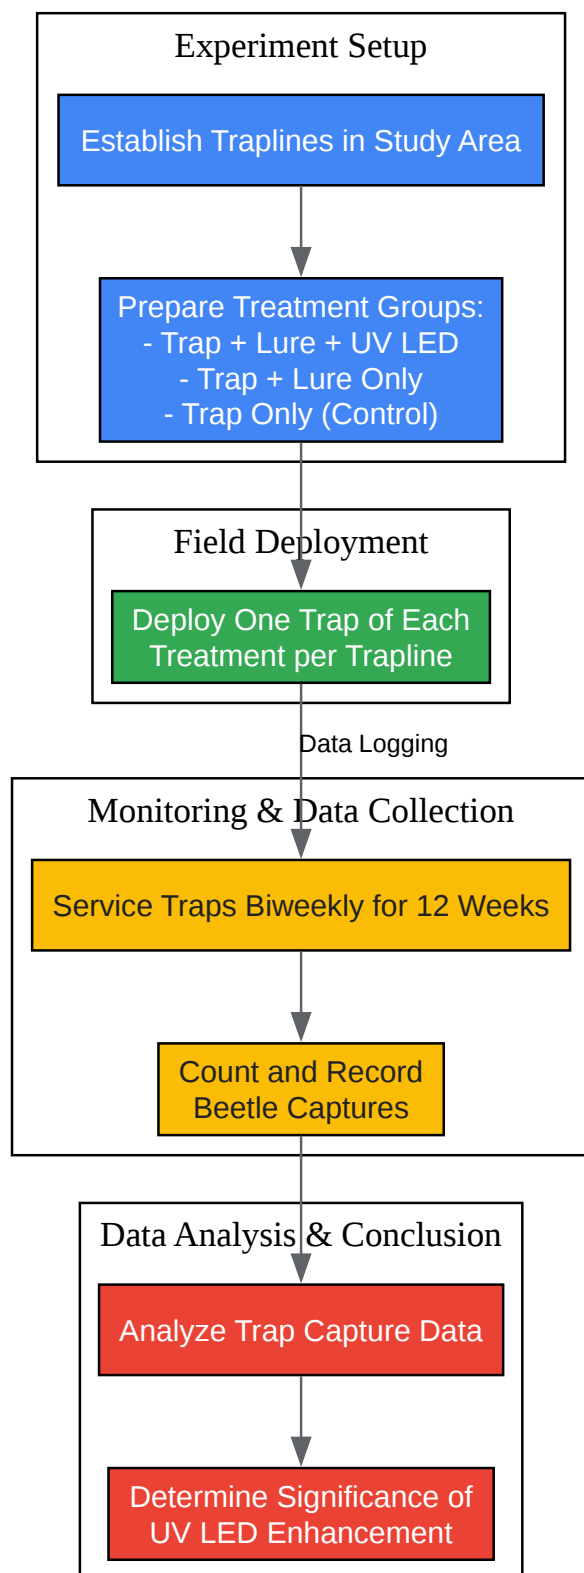 Experiment Setup
Establish Traplines in Study Area
Prepare Treatment Groups:
- Trap + Lure + UV LED
- Trap + Lure Only
- Trap Only (Control)
Field Deployment
Deploy One Trap of Each
Treatment per Trapline
Data Logging
Monitoring & Data Collection
Service Traps Biweekly for 12 Weeks
Count and Record
Beetle Captures
Data Analysis & Conclusion
Analyze Trap Capture Data
Determine Significance of
UV LED Enhancement